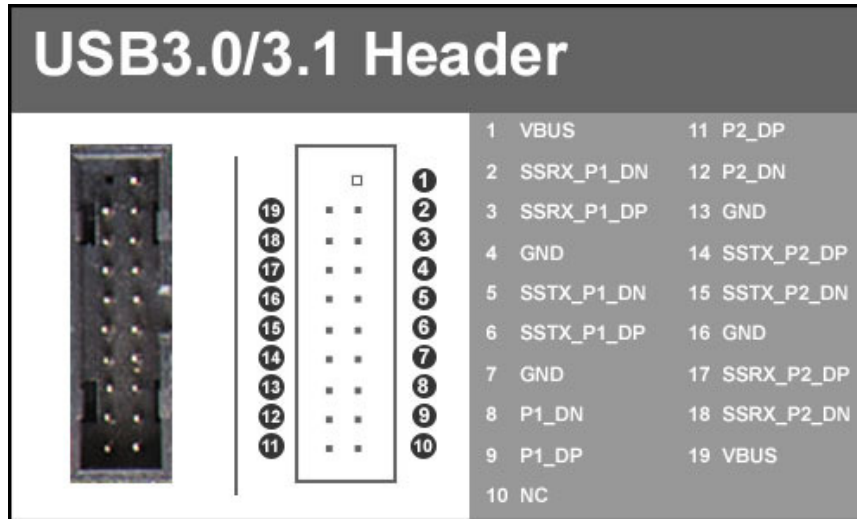 USB3.0/3.1 Header
1
19 2
18 3
17 4
16 5
15 6
14 7
13 8
12 9
11 10
1 VBUS 11 P2_DP
2 SSRX_P1_DN 12 P2_DN
3 SSRX_P1_DP 13 GND
4 GND 14 SSTX_P2_DP
5 SSTX_P1_DN 15 SSTX_P2_DN
6 SSTX_P1_DP 16 GND
7 GND 17 SSRX_P2_DP
8 P1_DN 18 SSRX_P2_DN
9 P1_DP 19 VBUS
10 NC